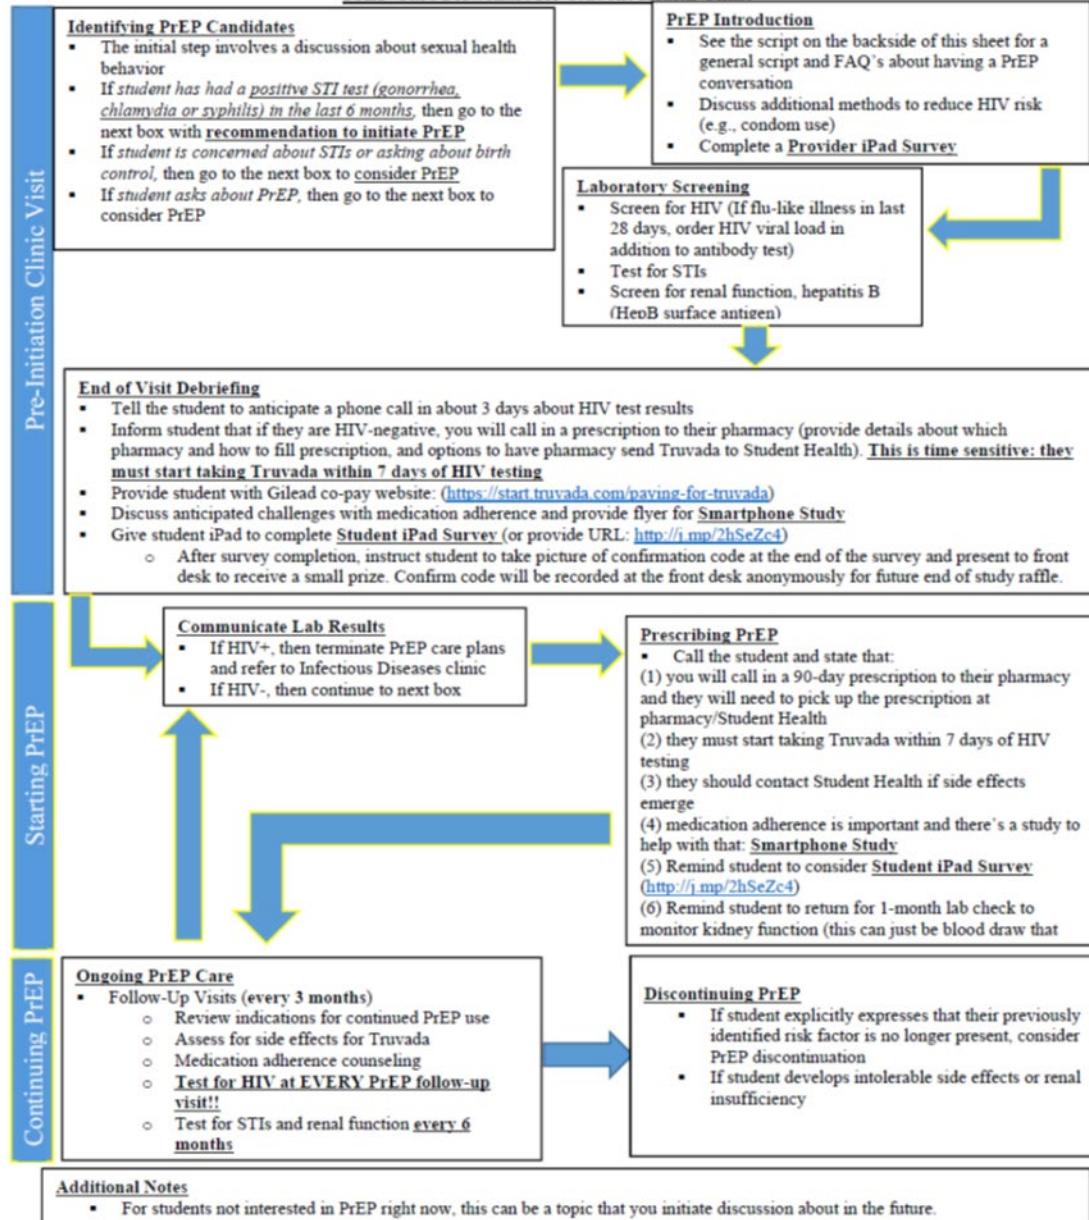 Identifying PrEP Candidates
▪ The initial step involves a discussion about sexual health
behavior
▪ If student has had a positive STI test (gonorrhea,
chlamydia or syphilis) in the last 6 months, then go to the
next box with recommendation to initiate PrEP
▪ If student is concerned about STIs or asking about birth
control, then go to the next box to consider PrEP
▪ If student asks about PrEP, then go to the next box to
consider PrEP
PrEP Introduction
▪ See the script on the backside of this sheet for a
general script and FAQ's about having a PrEP
conversation
▪ Discuss additional methods to reduce HIV risk
(e.g., condom use)
▪ Complete a Provider iPad Survey
Laboratory Screening
▪ Screen for HIV (If flu-like illness in last
28 days, order HIV viral load in
addition to antibody test)
▪ Test for STIs
▪ Screen for renal function, hepatitis B
(HepB surface antigen)
Pre-Initiation Clinic Visit
End of Visit Debriefing
▪ Tell the student to anticipate a phone call in about 3 days about HIV test results
▪ Inform student that if they are HIV-negative, you will call in a prescription to their pharmacy (provide details about which
pharmacy and how to fill prescription, and options to have pharmacy send Truvada to Student Health). This is time sensitive: they
must start taking Truvada within 7 days of HIV testing
▪ Provide student with Gilead co-pay website: (https://start.truvada.com/paying-for-truvada)
▪ Discuss anticipated challenges with medication adherence and provide flyer for Smartphone Study
▪ Give student iPad to complete Student iPad Survey (or provide URL: http://j.mp/2hSeZc4)
o After survey completion, instruct student to take picture of confirmation code at the end of the survey and present to front
desk to receive a small prize. Confirm code will be recorded at the front desk anonymously for future end of study raffle.
Starting PrEP
Communicate Lab Results
▪ If HIV+, then terminate PrEP care plans
and refer to Infectious Diseases clinic
▪ If HIV-, then continue to next box
Prescribing PrEP
▪ Call the student and state that:
(1) you will call in a 90-day prescription to their pharmacy
and they will need to pick up the prescription at
pharmacy/Student Health
(2) they must start taking Truvada within 7 days of HIV
testing
(3) they should contact Student Health if side effects
emerge
(4) medication adherence is important and there's a study to
help with that: Smartphone Study
(5) Remind student to consider Student iPad Survey
(http://j.mp/2hSeZc4)
(6) Remind student to return for 1-month lab check to
monitor kidney function (this can just be blood draw that
Continuing PrEP
Ongoing PrEP Care
▪ Follow-Up Visits (every 3 months)
o Review indications for continued PrEP use
o Assess for side effects for Truvada
o Medication adherence counseling
o Test for HIV at EVERY PrEP follow-up
visit!!
o Test for STIs and renal function every 6
months
Discontinuing PrEP
▪ If student explicitly expresses that their previously
identified risk factor is no longer present, consider
PrEP discontinuation
▪ If student develops intolerable side effects or renal
insufficiency
Additional Notes
▪ For students not interested in PrEP right now, this can be a topic that you initiate discussion about in the future.